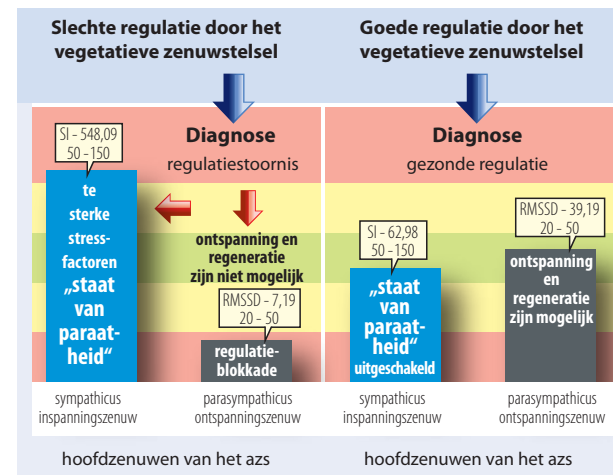 Slechte regulatie door het
vegetatieve zenuwstelsel
Goede regulatie door het
vegetatieve zenuwstelsel
SI – 548,09
50 – 150
Diagnose
regulatiestoornis
te
sterke
stress-
factoren
„staat
van
paraat-
heid“
ontspanning en
regeneratie
zijn niet mogelijk
RMSSD – 7,19
20 – 50
regulatie-
blokkade
Diagnose
gezonde regulatie
SI – 62,98
50 – 150
„staat
van
paraat-
heid“
uitgeschakeld
RMSSD – 39,19
20 – 50
ontspanning
en
regeneratie
zijn mogelijk
sympathicus
inspanningszenuw
parasympathicus
ontspanningszenuw
sympathicus
inspanningszenuw
parasympathicus
ontspanningszenuw
hoofdzenuwen van het azs
hoofdzenuwen van het azs